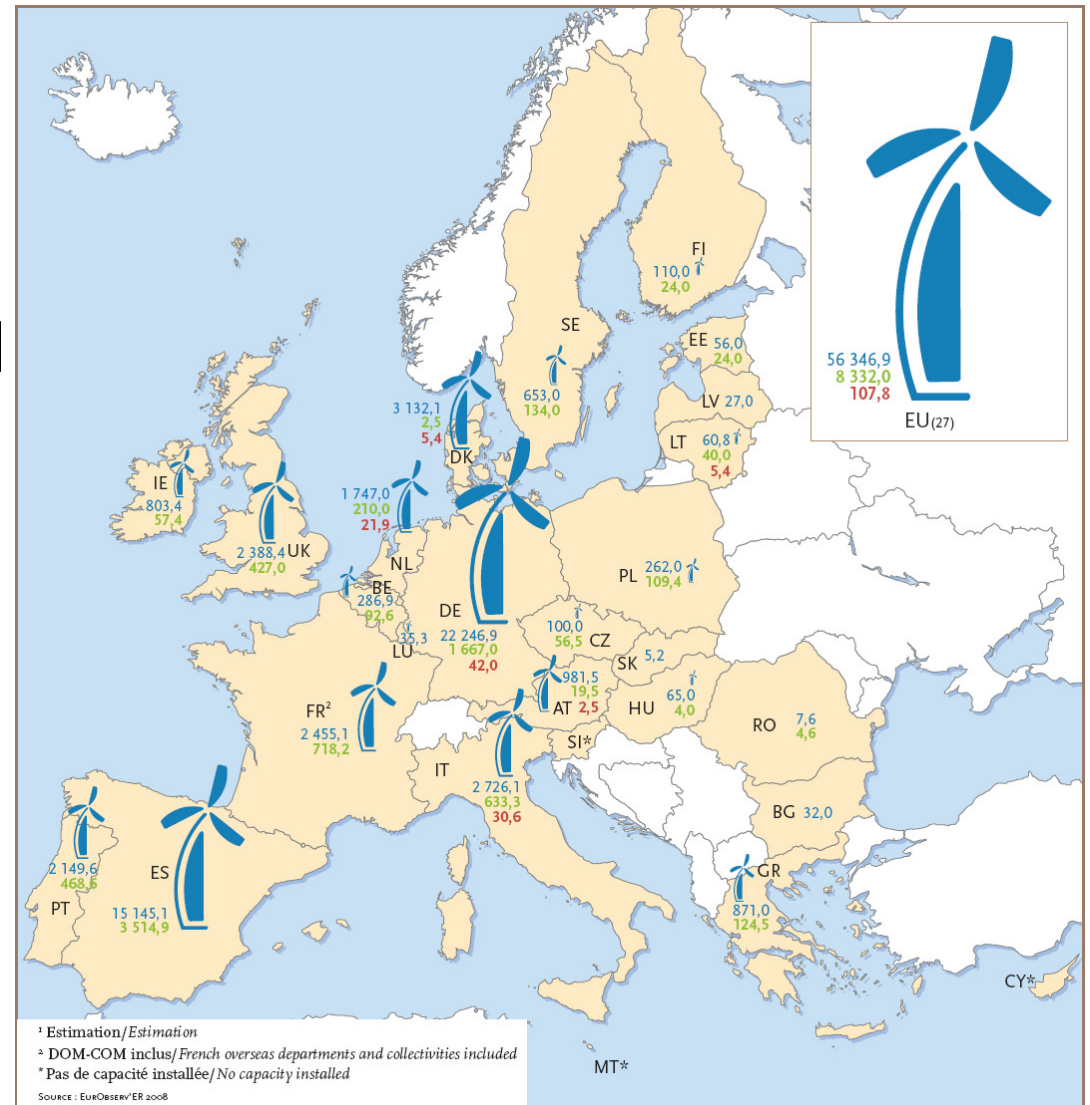 56 346,9
8 332,0
107,8
EU(27)
FI
110,0
24,0
SE
653,0
134,0
EE 56,0
24,0
LV 27,0
LT 60,8
40,0
5,4
3 132,1
2,5
5,4
DK
IE
803,4
57,4
2 388,4 UK
427,0
1 747,0
210,0
21,9
NL
BE
286,9
92,6
35,3
LU
DE
22 246,9
1 667,0
42,0
PL 262,0
109,4
100,0
56,5 CZ
SK 5,2
981,5
19,5
AT 2,5
65,0
HU 4,0
RO 7,6
4,6
SI*
FR²
2 455,1
718,2
IT
2 726,1
633,3
30,6
BG 32,0
GR
871,0
124,5
2 149,6
468,6
PT
ES
15 145,1
3 514,9
CY*
MT*
¹ Estimation/Estimation
² DOM-COM inclus/French overseas departments and collectivities included
* Pas de capacité installée/No capacity installed
Source : EurObserv'ER 2008